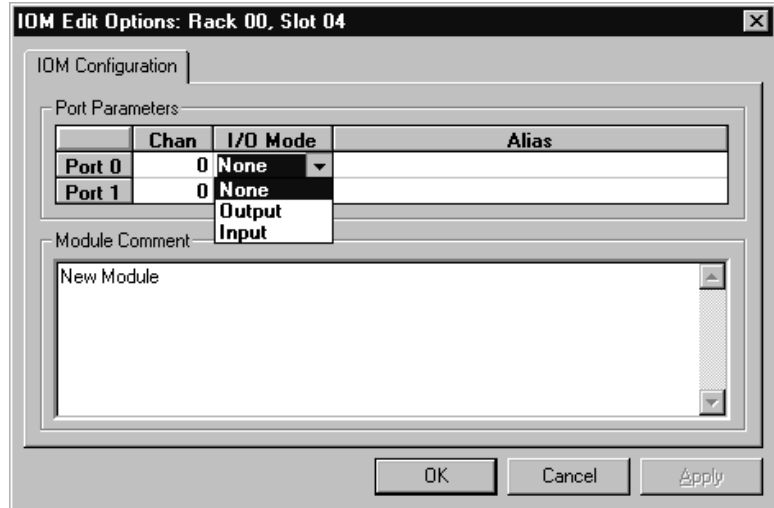 IOM Edit Options: Rack 00, Slot 04
IOM Configuration
Port Parameters
Chan I/O Mode Alias
Port 0 0 None
Port 1 0 None
Output
Input
Module Comment
New Module
OK Cancel Apply